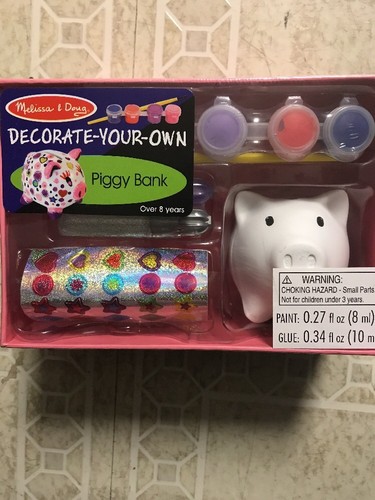 Melissa & Doug
DECORATE-YOUR-OWN
Piggy Bank
Over 8 years
WARNING:
CHOKING HAZARD - Small Parts
Not for children under 3 years.
PAINT: 0.27 fl oz (8 ml)
GLUE: 0.34 fl oz (10 m